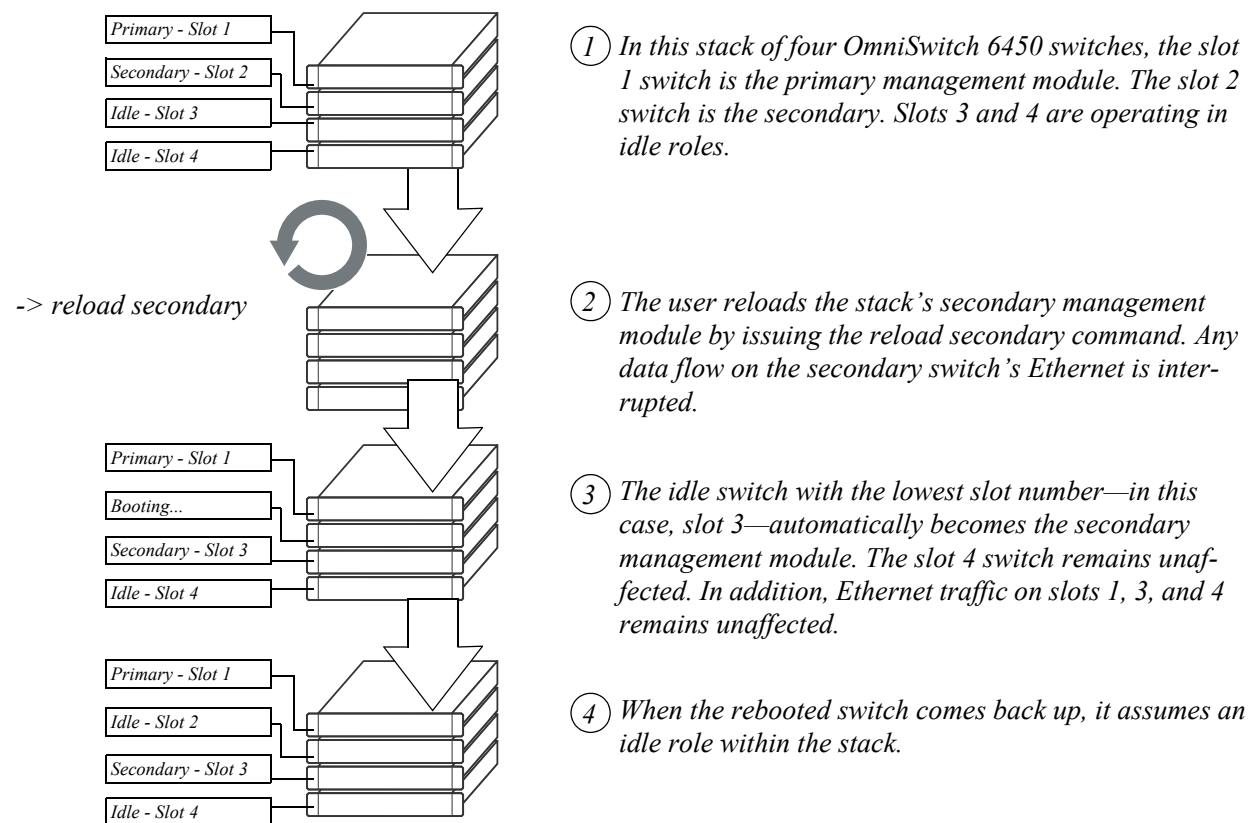 Primary - Slot 1
Secondary - Slot 2
Idle - Slot 3
Idle - Slot 4
1 In this stack of four OmniSwitch 6450 switches, the slot
1 switch is the primary management module. The slot 2
switch is the secondary. Slots 3 and 4 are operating in
idle roles.
-> reload secondary
2 The user reloads the stack’s secondary management
module by issuing the reload secondary command. Any
data flow on the secondary switch’s Ethernet is inter-
rupted.
Primary - Slot 1
Booting...
Secondary - Slot 3
Idle - Slot 4
3 The idle switch with the lowest slot number—in this
case, slot 3—automatically becomes the secondary
management module. The slot 4 switch remains unaf-
fected. In addition, Ethernet traffic on slots 1, 3, and 4
remains unaffected.
Primary - Slot 1
Idle - Slot 2
Secondary - Slot 3
Idle - Slot 4
4 When the rebooted switch comes back up, it assumes an
idle role within the stack.